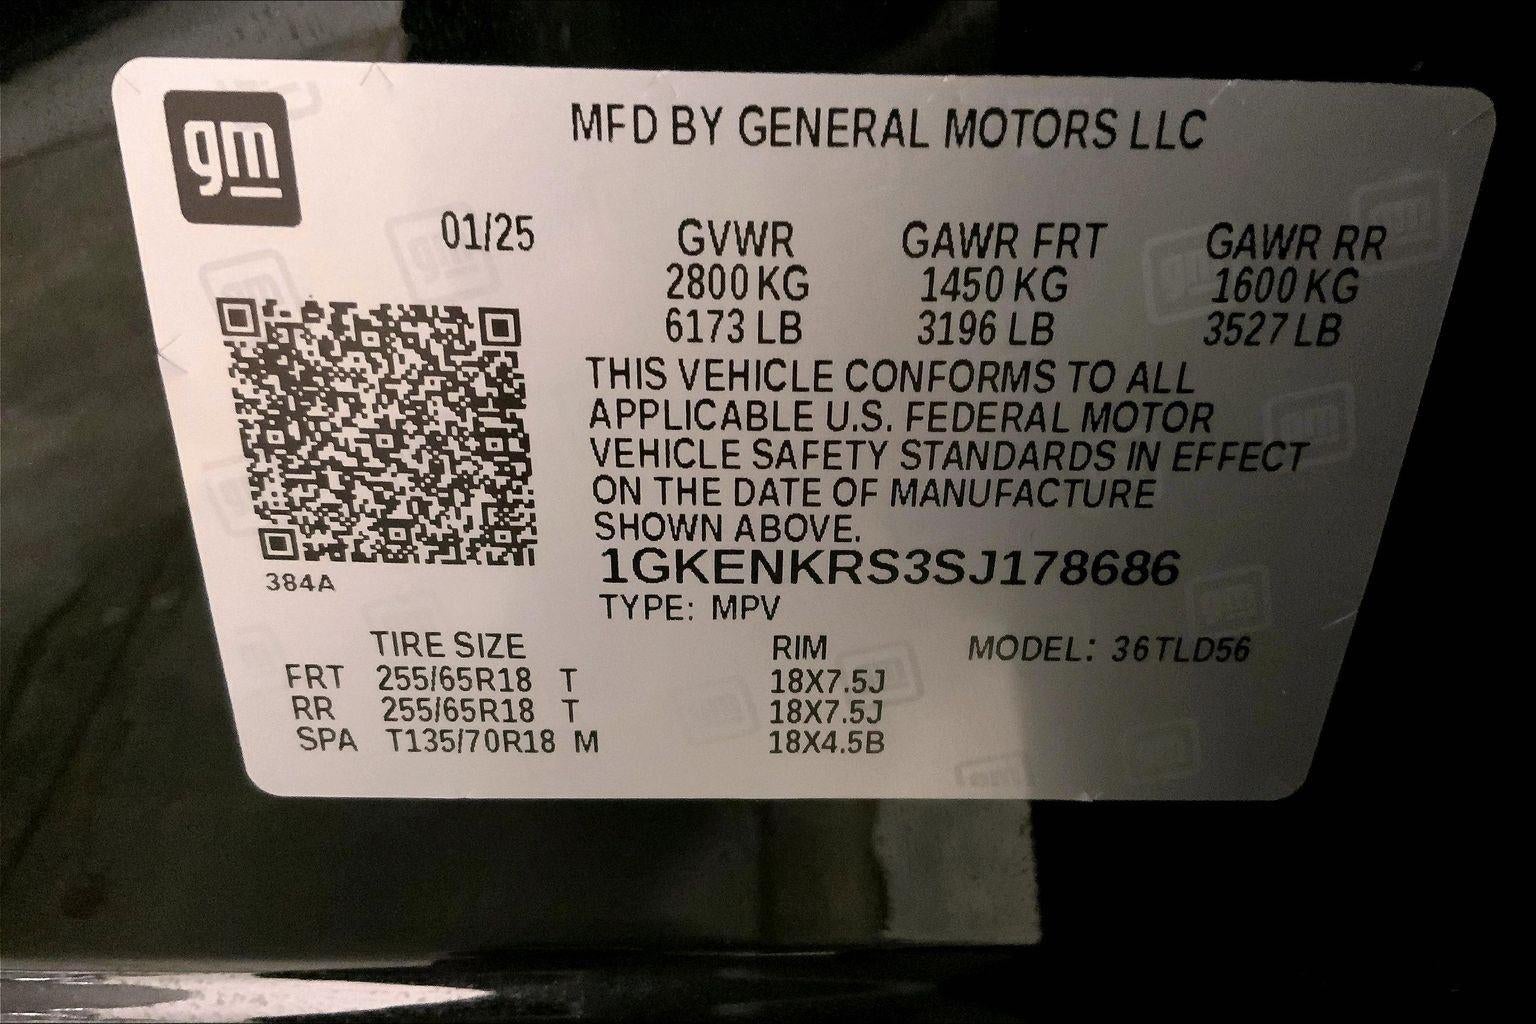 gm
MFD BY GENERAL MOTORS LLC
01/25 GVWR GAWR FRT GAWR RR
2800 KG 1450 KG 1600 KG
6173 LB 3196 LB 3527 LB
THIS VEHICLE CONFORMS TO ALL
APPLICABLE U.S. FEDERAL MOTOR
VEHICLE SAFETY STANDARDS IN EFFECT
ON THE DATE OF MANUFACTURE
SHOWN ABOVE.
1GKENKRS3SJ178686
384A
TYPE: MPV
TIRE SIZE RIM MODEL: 36TLD56
FRT 255/65R18 T 18X7.5J
RR 255/65R18 T 18X7.5J
SPA T135/70R18 M 18X4.5B